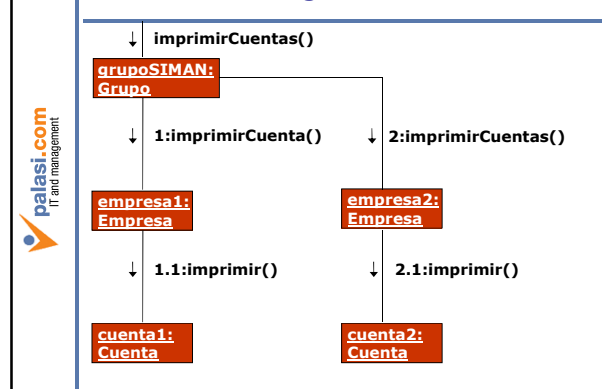 imprimirCuentas()
grupoSIMAN:
Grupo
1:imprimirCuenta()
2:imprimirCuentas()
empresa1:
Empresa
empresa2:
Empresa
1.1:imprimir()
2.1:imprimir()
cuenta1:
Cuenta
cuenta2:
Cuenta
palasi.com
IT and management